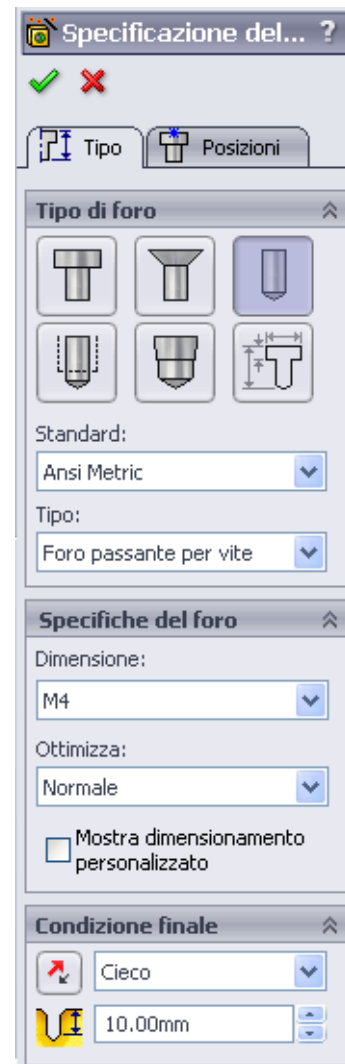 Specificazione del... ?
Tipo Posizioni
Tipo di foro
Standard:
Ansi Metric
Tipo:
Foro passante per vite
Specifiche del foro
Dimensione:
M4
Ottimizza:
Normale
Mostra dimensionamento
personalizzato
Condizione finale
Cieco
10.00mm